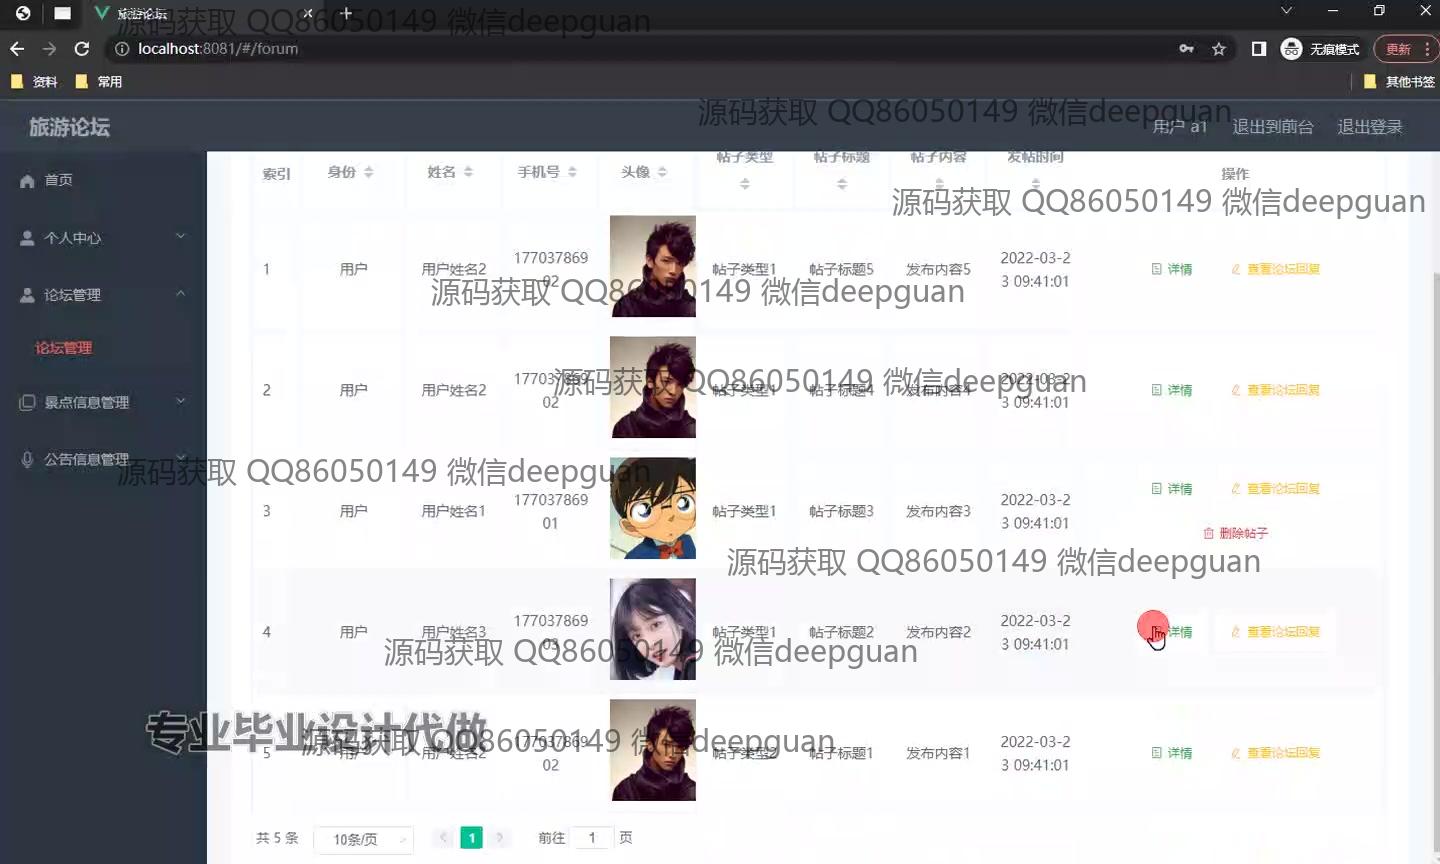 旅游论坛
源码获取 QQ86050149 微信deepguan
localhost:8081/#/forum
无痕模式
更新
资料
常用
其他书签
源码获取 QQ86050149 微信deepguan
旅游论坛
用户 a1
退出到前台
退出登录
首页
个人中心
论坛管理
论坛管理
景点信息管理
公告信息管理
索引 身份 姓名 手机号 头像 帖子类型 帖子标题 帖子内容 发帖时间 操作
源码获取 QQ86050149 微信deepguan
1 用户 用户姓名2 17703786902 帖子类型1 帖子标题5 发布内容5 2022-03-23 09:41:01 详情 查看论坛回复
源码获取 QQ86050149 微信deepguan
2 用户 用户姓名2 17703786902 帖子类型1 帖子标题4 发布内容4 2022-03-23 09:41:01 详情 查看论坛回复
源码获取 QQ86050149 微信deepguan
源码获取 QQ86050149 微信deepguan
3 用户 用户姓名1 17703786901 帖子类型1 帖子标题3 发布内容3 2022-03-23 09:41:01 详情 查看论坛回复
删除帖子
源码获取 QQ86050149 微信deepguan
4 用户 用户姓名3 17703786903 帖子类型1 帖子标题2 发布内容2 2022-03-23 09:41:01 详情 查看论坛回复
源码获取 QQ86050149 微信deepguan
专业毕业设计代做
源码获取 QQ86050149 微信deepguan
5 用户 用户姓名2 17703786902 帖子类型2 帖子标题1 发布内容1 2022-03-23 09:41:01 详情 查看论坛回复
共 5 条 10条/页 1 前往 1 页